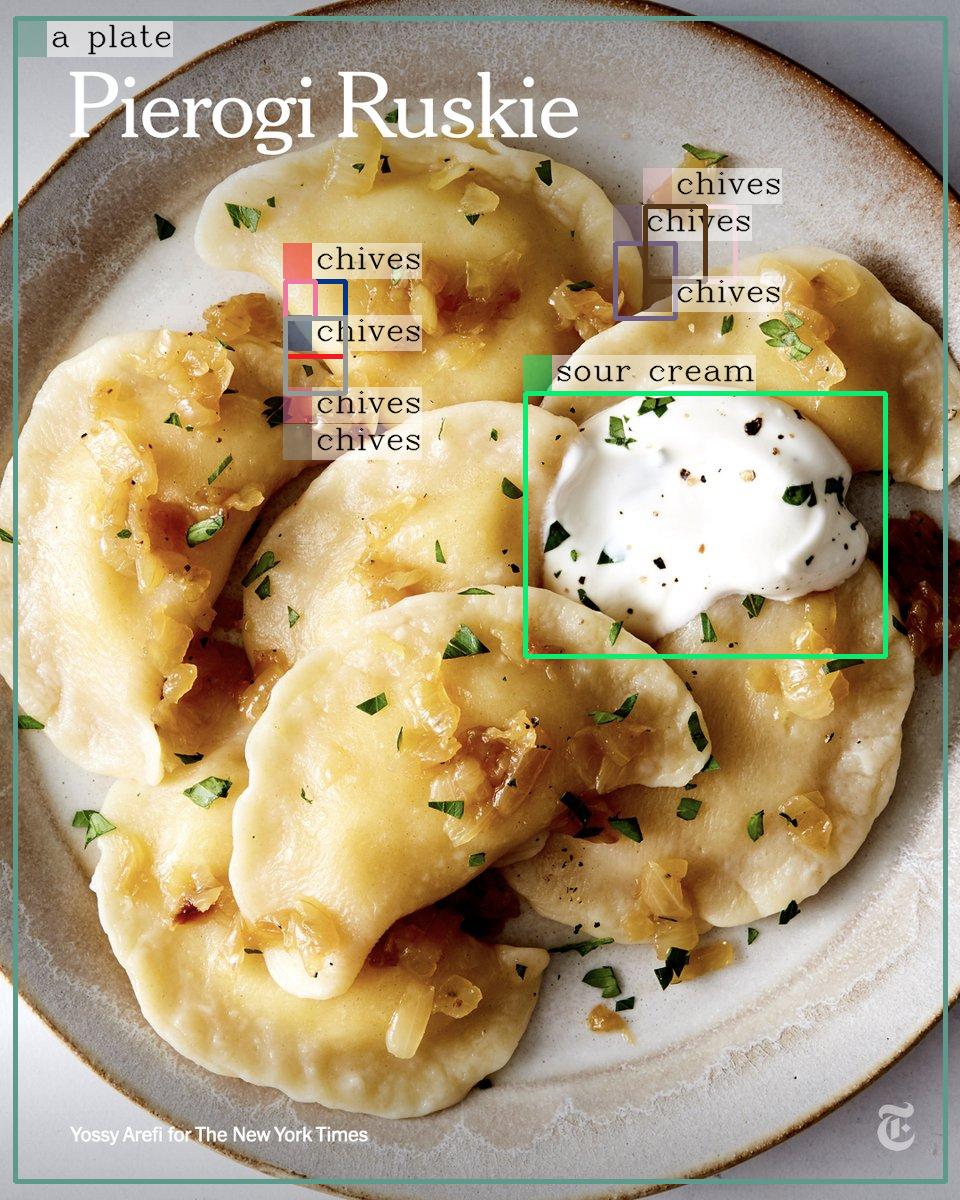 a plate
Pierogi Ruskie
chives
chives
chives
chives
chives
sour cream
chives
chives
Yossy Arefi for The New York Times
T